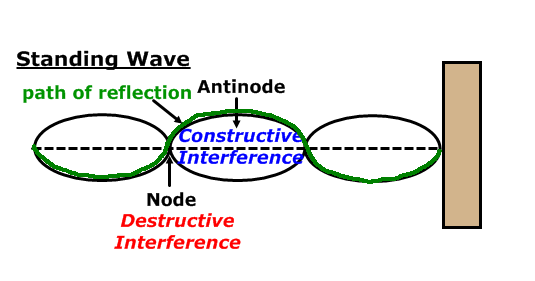 Standing Wave
path of reflection
Antinode
Constructive
Interference
Node
Destructive
Interference